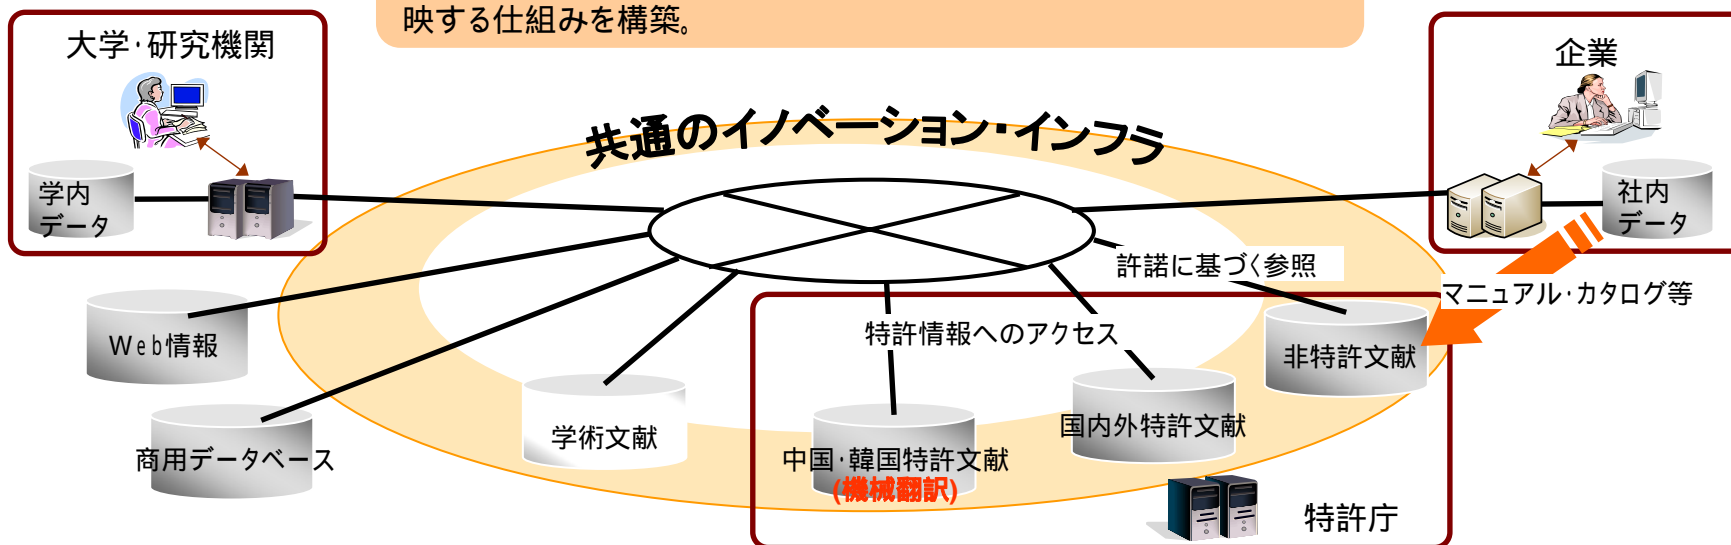 映する仕組みを構築。
大学・研究機関
企業
共通のイノベーション・インフラ
学内
データ
社内
データ
許諾に基づく参照
マニュアル・カタログ等
特許情報へのアクセス
Web情報
非特許文献
国内外特許文献
学術文献
商用データベース
中国・韓国特許文献
(機械翻訳)
特許庁